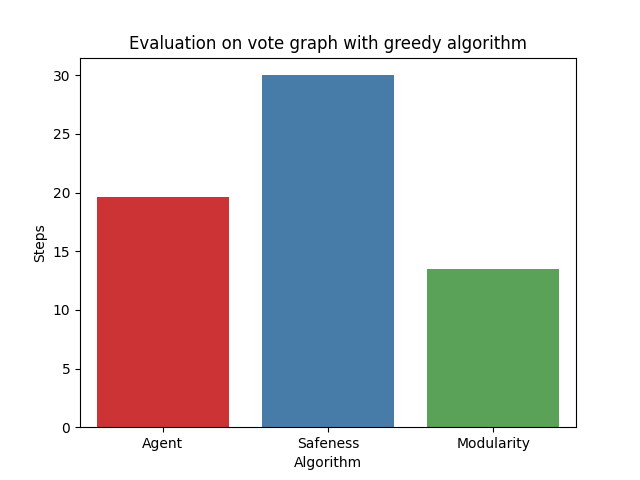 Evaluation on vote graph with greedy algorithm
30
25
20
15
10
5
0
Steps
Agent Safeness Modularity
Algorithm